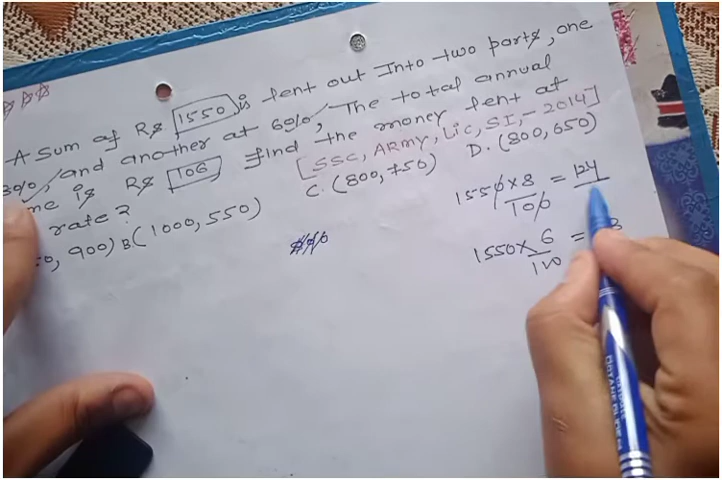 A Sum of R₹ 1550 is lent out Into two parts, one
8%, and another at 6%, The total annual
me is R₹ 106 find the money lent at
rate? [SSC, ARMY, Lic, SI, - 2014]
0, 900) B(1000, 550) C. (800, 750) D. (800, 650)
1550 × 8 / 100 = 124
1550 × 6 / 100 =